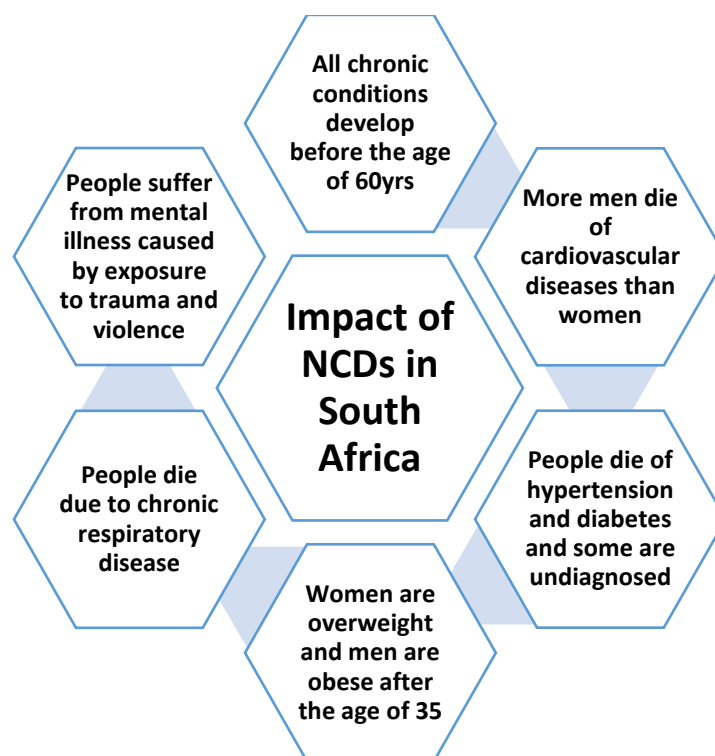 All chronic
conditions
develop
before the age
of 60yrs
More men die
of
cardiovascular
diseases than
women
People die of
hypertension
and diabetes
and some are
undiagnosed
Women are
overweight
and men are
obese after
the age of 35
People die
due to chronic
respiratory
disease
People suffer
from mental
illness caused
by exposure
to trauma and
violence
Impact of
NCDs in
South
Africa